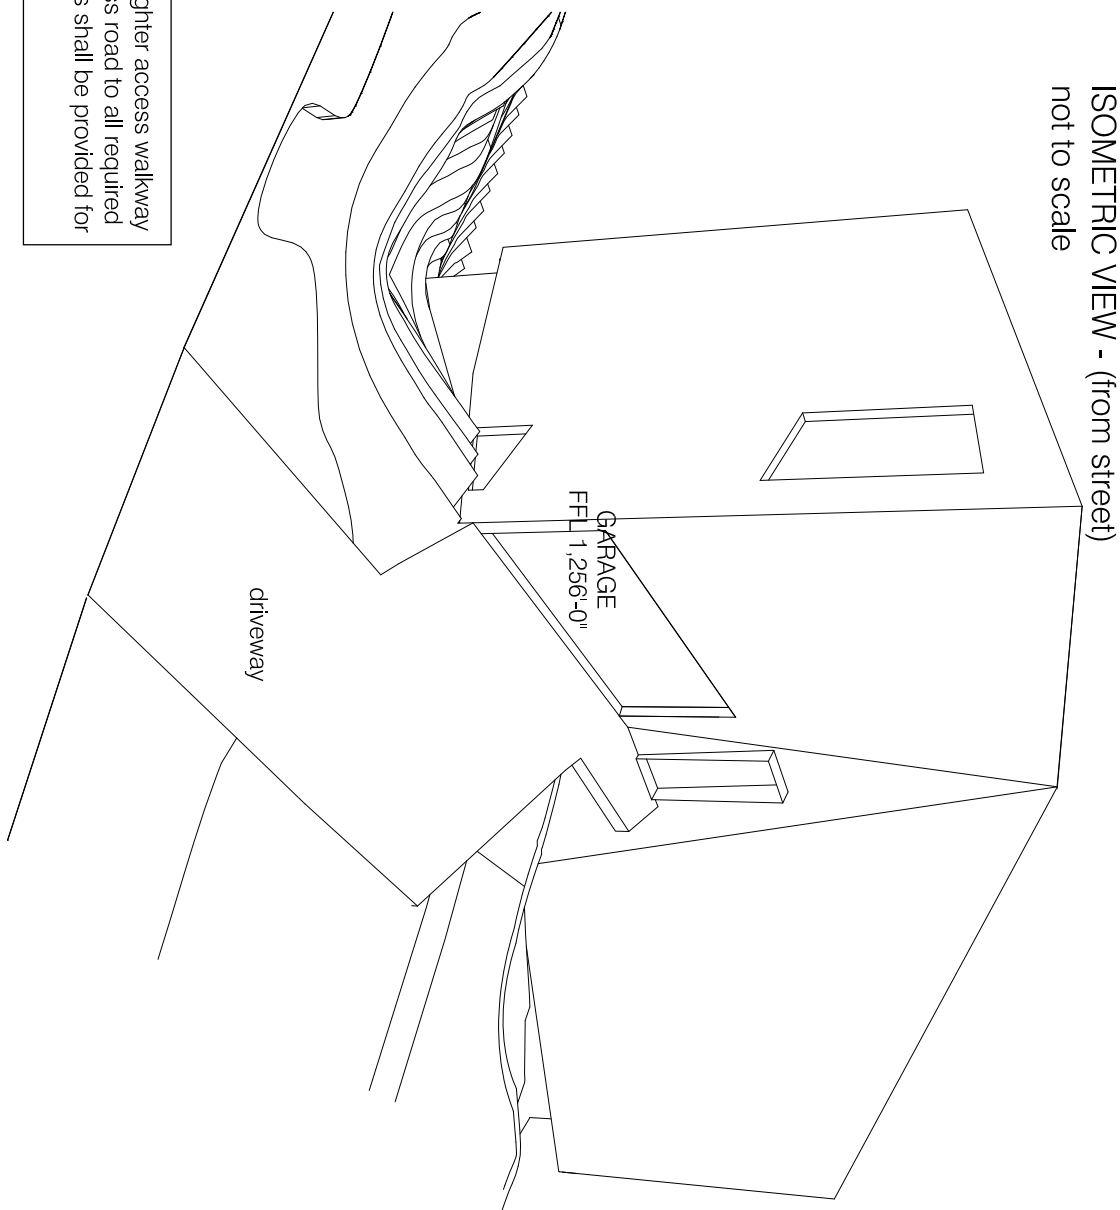 ISOMETRIC VIEW - (from street)
not to scale
GARAGE
FFL 1,256'-0"
driveway
access walkway
road to all required
shall be provided for